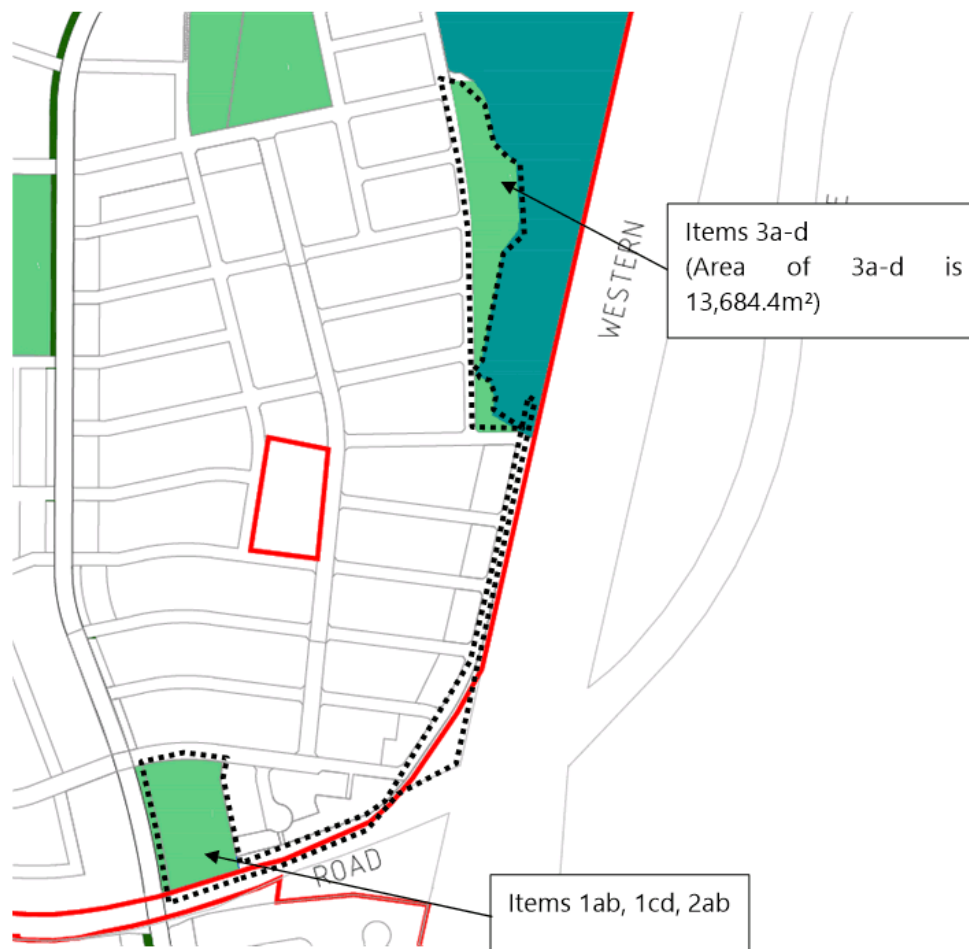 WESTERN
E
Items 3a-d
(Area of 3a-d is
13,684.4m²)
ROAD
Items 1ab, 1cd, 2ab